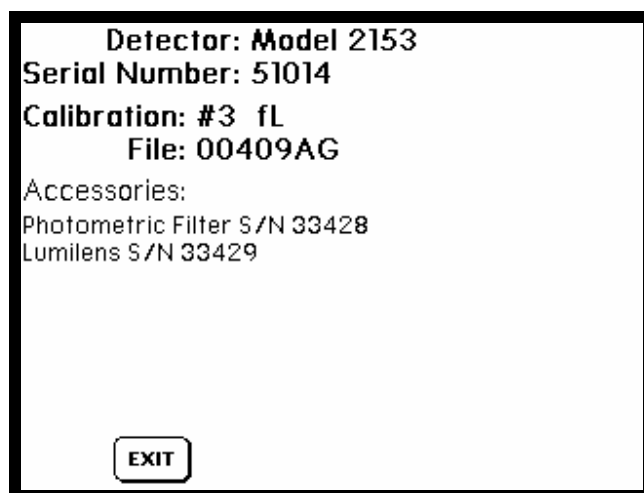 Detector: Model 2153
Serial Number: 51014
Calibration: #3 fL
File: 00409AG
Accessories:
Photometric Filter S/N 33428
Lumilens S/N 33429
EXIT